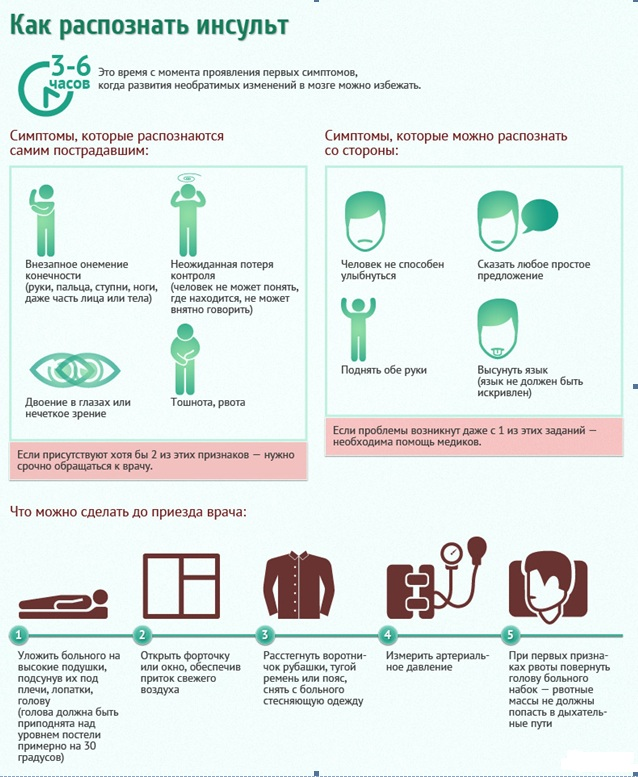 Как распознать инсульт
3-6
часов
Это время с момента проявления первых симптомов,
когда развития необратимых изменений в мозге можно избежать.
Симптомы, которые распознаются
самим пострадавшим:
Внезапное онемение
конечности
(руки, пальца, ступни, ноги,
даже часть лица или тела)
Неожиданная потеря
контроля
(человек не может понять,
где находится, не может
внятно говорить)
Двоение в глазах или
нечеткое зрение
Тошнота, рвота
Если присутствуют хотя бы 2 из этих признаков — нужно
срочно обращаться к врачу.
Симптомы, которые можно распознать
со стороны:
Человек не способен
улыбнуться
Сказать любое простое
предложение
Поднять обе руки
Высунуть язык
(язык не должен быть
искривлен)
Если проблемы возникнут даже с 1 из этих заданий —
необходима помощь медиков.
Что можно сделать до приезда врача:
1
Уложить больного на
высокие подушки,
подсунув их под
плечи, лопатки,
голову
(голова должна быть
приподнята над
уровнем постели
примерно на 30
градусов)
2
Открыть форточку
или окно, обеспечив
приток свежего
воздуха
3
Расстегнуть воротни-
чок рубашки, тугой
ремень или пояс,
снять с больного
стесняющую одежду
4
Измерить артериаль-
ное давление
5
При первых призна-
ках рвоты повернуть
голову больного
набок — рвотные
массы не должны
попасть в дыхатель-
ные пути